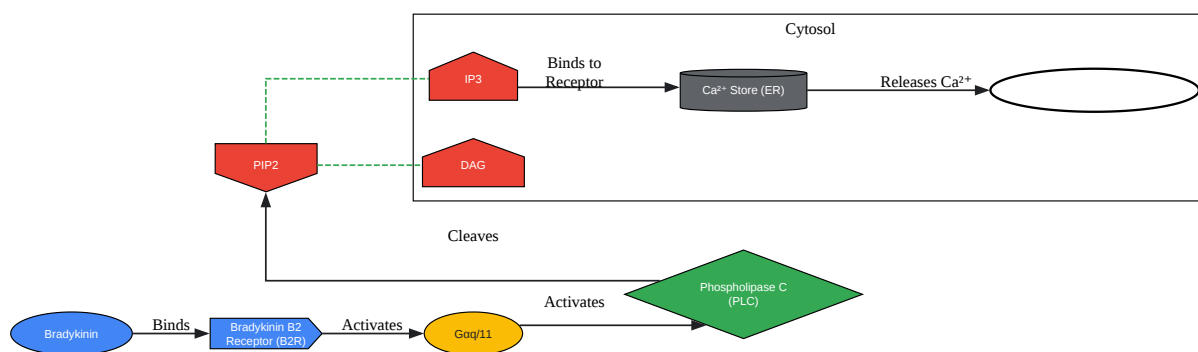 Cytosol
IP3
Binds to
Receptor
Ca²⁺ Store (ER)
Releases Ca²⁺
PIP2
DAG
Cleaves
Phospholipase C
(PLC)
Activates
Bradykinin
Binds
Bradykinin B2
Receptor (B2R)
Activates
Gαq/11